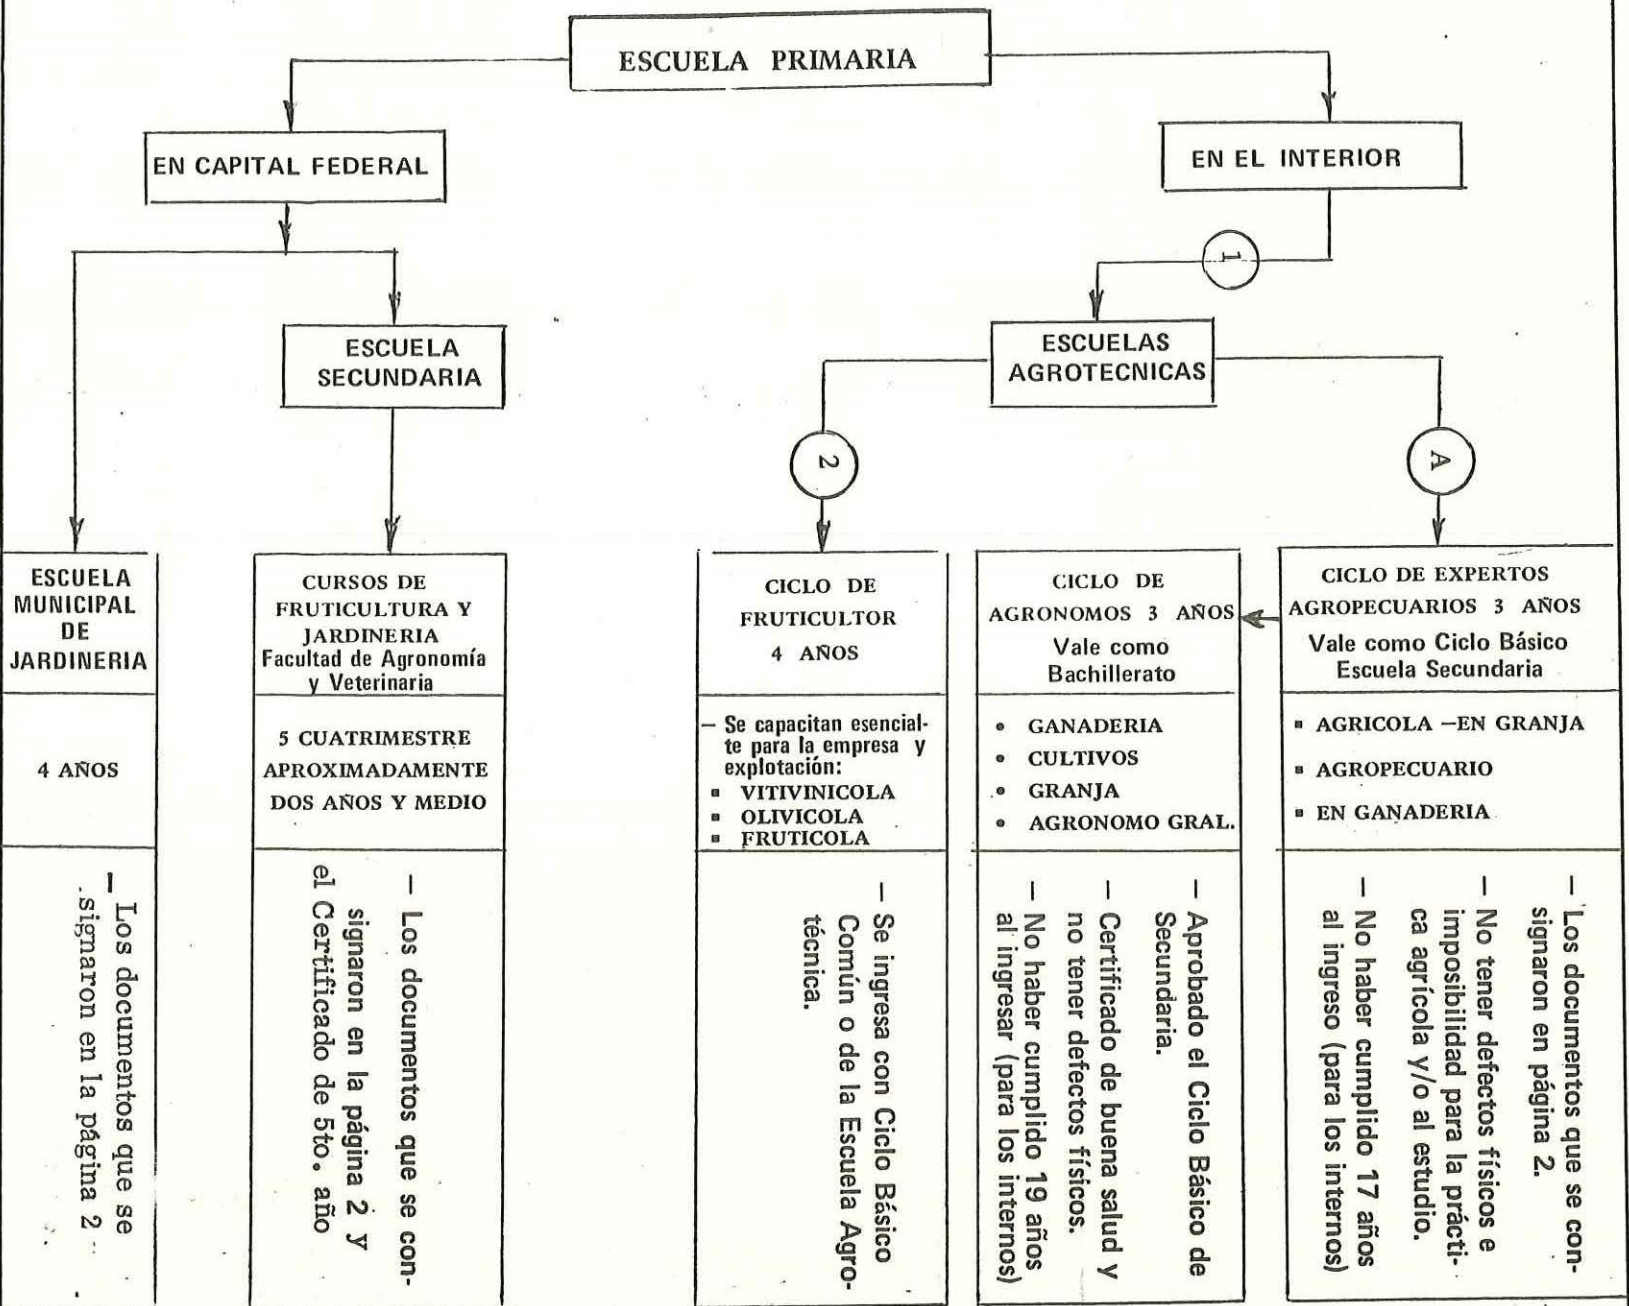 ESCUELA PRIMARIA
EN CAPITAL FEDERAL
EN EL INTERIOR
1
ESCUELA
SECUNDARIA
ESCUELAS
AGROTECNICAS
2
A
ESCUELA
MUNICIPAL
DE
JARDINERIA
4 AÑOS
— Los documentos que se
signaron en la página 2
CURSOS DE
FRUTICULTURA Y
JARDINERIA
Facultad de Agronomía
y Veterinaria
5 CUATRIMESTRE
APROXIMADAMENTE
DOS AÑOS Y MEDIO
— Los documentos que se con-
signaron en la página 2 y
el Certificado de 5to. año
CICLO DE
FRUTICULTOR
4 AÑOS
— Se capacitan esencial-
te para la empresa y
explotación:
▪ VITIVINICOLA
▪ OLIVICOLA
▪ FRUTICOLA
— Se ingresa con Ciclo Básico
Común o de la Escuela Agro-
técnica.
CICLO DE
AGRONOMOS 3 AÑOS
Vale como
Bachillerato
• GANADERIA
• CULTIVOS
• GRANJA
• AGRONOMO GRAL.
— Aprobado el Ciclo Básico de
Secundaria.
— Certificado de buena salud y
no tener defectos físicos.
— No haber cumplido 19 años
al ingresar (para los internos)
CICLO DE EXPERTOS
AGROPECUARIOS 3 AÑOS
Vale como Ciclo Básico
Escuela Secundaria
▪ AGRICOLA —EN GRANJA
▪ AGROPECUARIO
▪ EN GANADERIA
— Los documentos que se con-
signaron en página 2.
— No tener defectos físicos e
imposibilidad para la prácti-
ca agrícola y/o al estudio.
— No haber cumplido 17 años
al ingreso (para los internos)